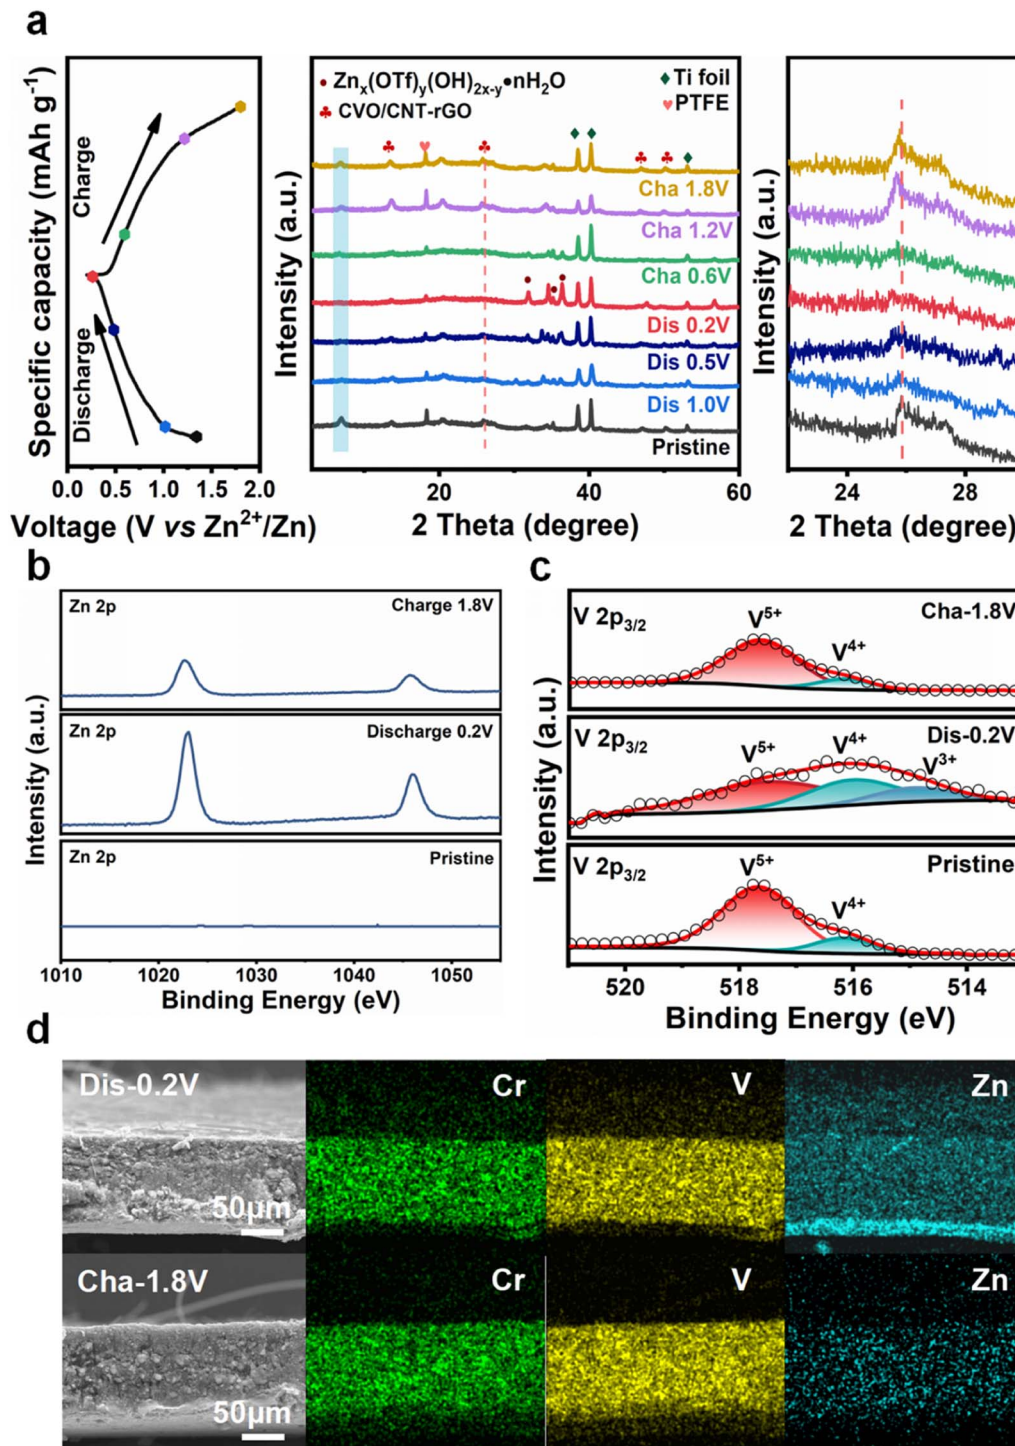 a
Specific capacity (mAh g⁻¹)
Charge
Discharge
0.0 0.5 1.0 1.5 2.0
Voltage (V vs Zn²⁺/Zn)
Intensity (a.u.)
Znₓ(OTf)ᵧ(OH)₂ₓ₋ᵧ•nH₂O
CVO/CNT-rGO
Ti foil
PTFE
Cha 1.8V
Cha 1.2V
Cha 0.6V
Dis 0.2V
Dis 0.5V
Dis 1.0V
Pristine
20 40 60
2 Theta (degree)
Intensity (a.u.)
24 28
2 Theta (degree)
b
Intensity (a.u.)
Zn 2p Charge 1.8V
Zn 2p Discharge 0.2V
Zn 2p Pristine
1010 1020 1030 1040 1050
Binding Energy (eV)
c
Intensity (a.u.)
V 2p₃/₂ V⁵⁺ V⁴⁺ Cha-1.8V
V 2p₃/₂ V⁵⁺ V⁴⁺ V³⁺ Dis-0.2V
V 2p₃/₂ V⁵⁺ V⁴⁺ Pristine
520 518 516 514
Binding Energy (eV)
d
Dis-0.2V Cr V Zn
50μm
Cha-1.8V Cr V Zn
50μm